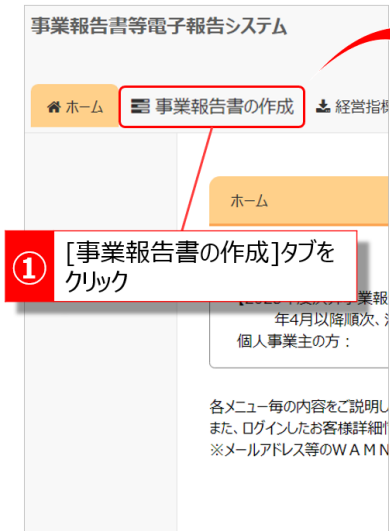 事業報告書等電子報告システム
ホーム 事業報告書の作成 経営指標
ホーム
① [事業報告書の作成]タブを
クリック
年4月以降順次、
個人事業主の方：
各メニュー毎の内容をご説明し
また、ログインしたお客様詳細
※メールアドレス等のWAMN